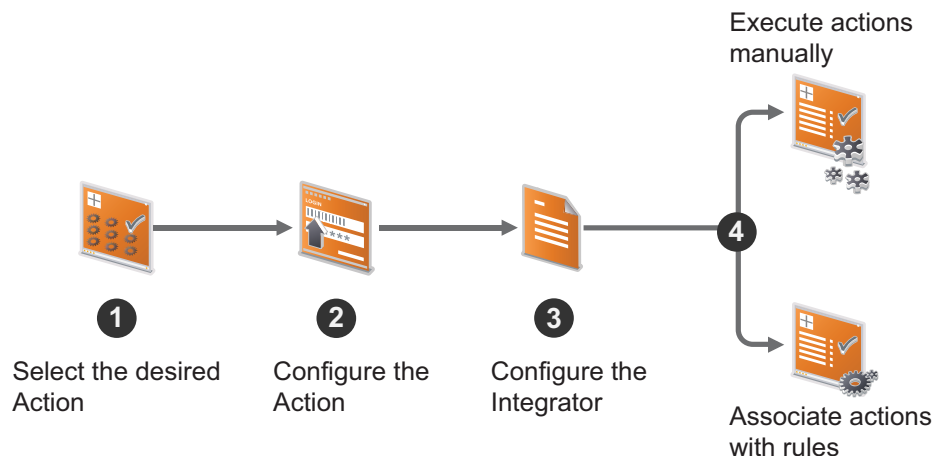 Execute actions
manually
LOGIN
***
4
1
2
3
Select the desired
Action
Configure the
Action
Configure the
Integrator
Associate actions
with rules